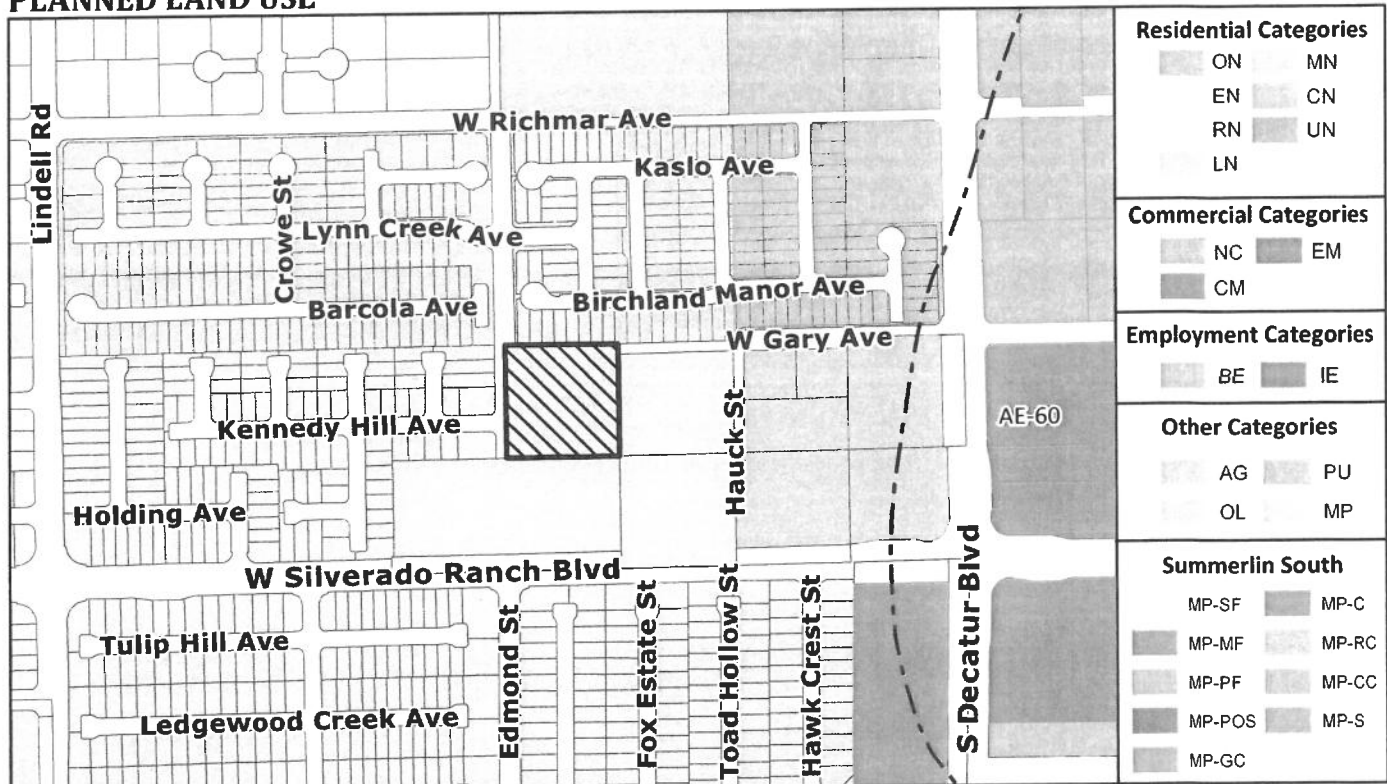 PLANNED LAND USE
Lindell Rd
W Richmar Ave
Kaslo Ave
Crowe St
Lynn Creek Ave
Barcola Ave
Birchland Manor Ave
W Gary Ave
Kennedy Hill Ave
Hauck St
AE-60
Holding Ave
W Silverado Ranch Blvd
S Decatur Blvd
Tulip Hill Ave
Edmond St
Fox Estate St
Toad Hollow St
Hawk Crest St
Ledgewood Creek Ave
Residential Categories
ON MN
EN CN
RN UN
LN
Commercial Categories
NC EM
CM
Employment Categories
BE IE
Other Categories
AG PU
OL MP
Summerlin South
MP-SF MP-C
MP-MF MP-RC
MP-PF MP-CC
MP-POS MP-S
MP-GC